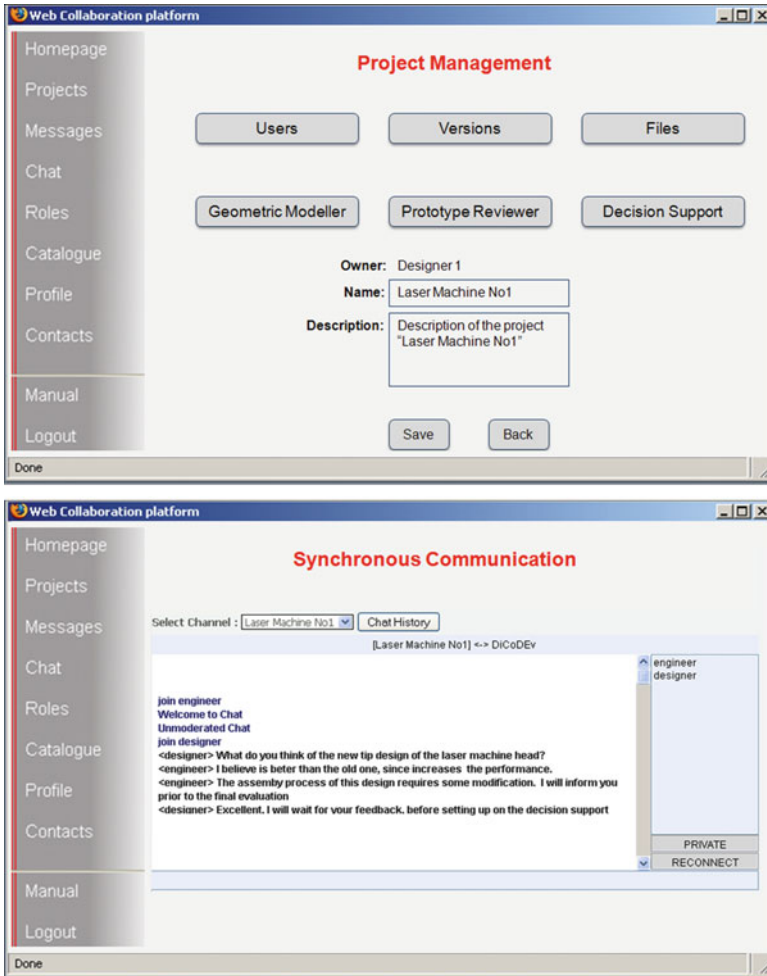 Web Collaboration platform
Homepage
Projects
Messages
Chat
Roles
Catalogue
Profile
Contacts
Manual
Logout
Project Management
Users Versions Files
Geometric Modeller Prototype Reviewer Decision Support
Owner: Designer 1
Name: Laser Machine No1
Description: Description of the project
“Laser Machine No1”
Save Back
Done
Web Collaboration platform
Homepage
Projects
Messages
Chat
Roles
Catalogue
Profile
Contacts
Manual
Logout
Synchronous Communication
Select Channel : Laser Machine No1 Chat History
[Laser Machine No1] <-> DiCoDEv
join engineer
Welcome to Chat
Unmoderated Chat
join designer
<designer> What do you think of the new tip design of the laser machine head?
<engineer> I believe is beter than the old one, since increases the performance.
<engineer> The assemby process of this design requires some modification. I will inform you
prior to the final evaluation
<designer> Excellent. I will wait for your feedback. before setting up on the decision support
engineer
designer
PRIVATE
RECONNECT
Done